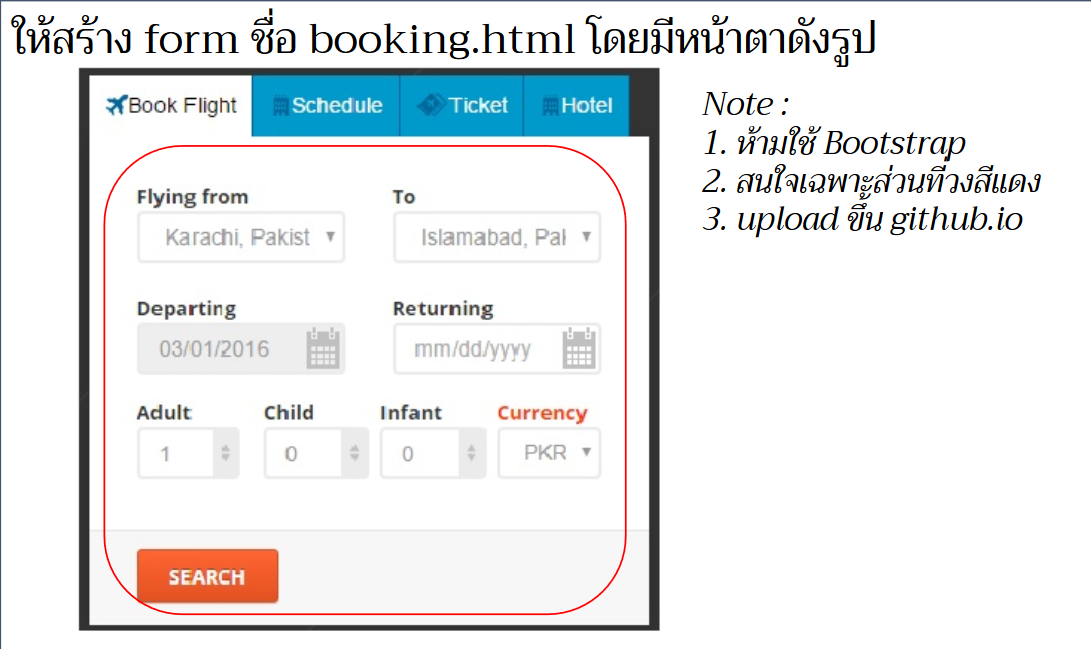 ให้สร้าง form ชื่อ booking.html โดยมีหน้าตาดังรูป
Book Flight Schedule Ticket Hotel
Flying from To
Karachi, Pakist Islamabad, Pal
Departing Returning
03/01/2016 mm/dd/yyyy
Adult Child Infant Currency
1 0 0 PKR
SEARCH
Note :
1. ห้ามใช้ Bootstrap
2. สนใจเฉพาะส่วนที่วงสีแดง
3. upload ขึ้น github.io